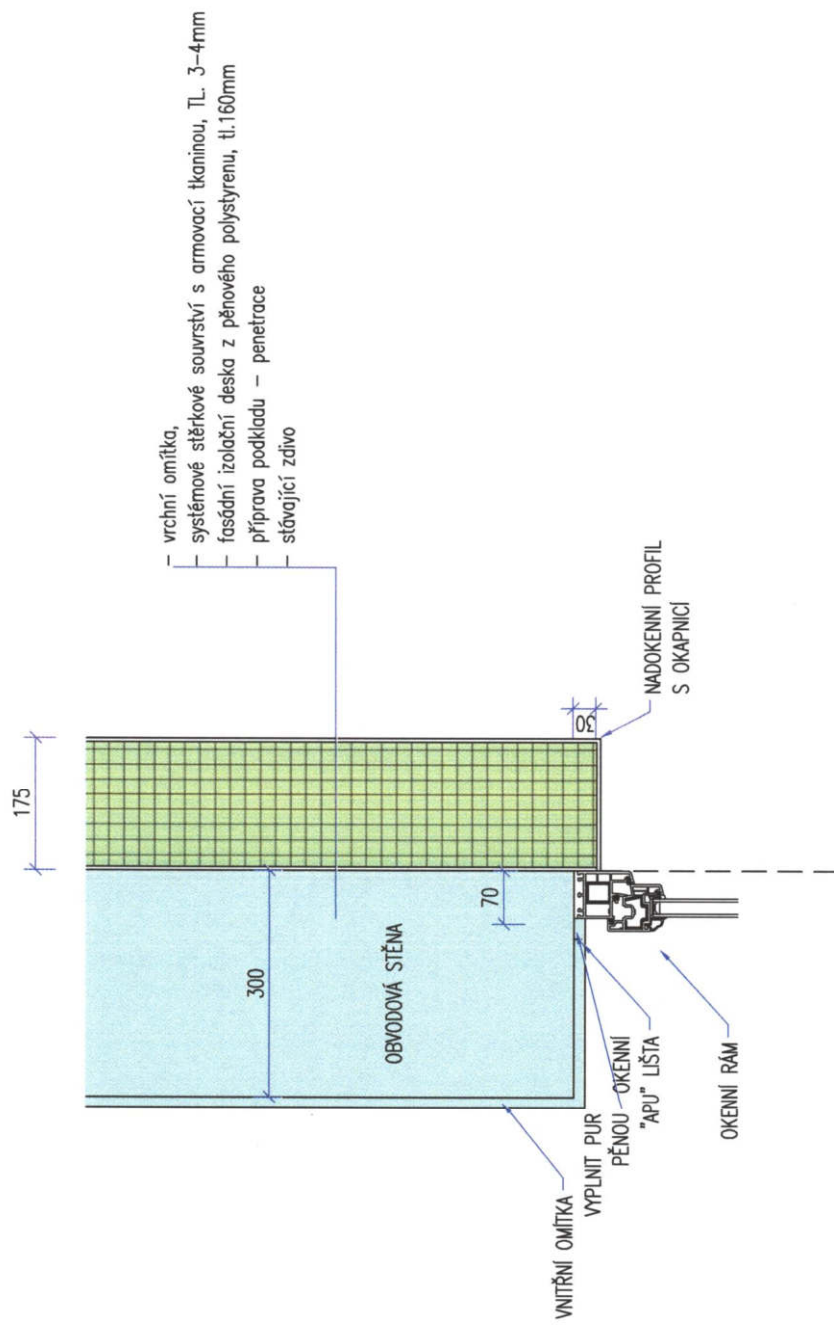 175
– vrchní omítka,
– systémové stěrkové souvrství s armovací tkaninou, TL. 3–4mm
– fasádní izolační deska z pěnového polystyrenu, tl.160mm
– příprava podkladu – penetrace
– stávající zdivo
300
OBVODOVÁ STĚNA
70
30
NADOKENNÍ PROFIL
S OKAPNICÍ
VNITŘNÍ OMÍTKA
VYPLNIT PUR
PĚNOU
OKENNÍ
"APU" LIŠTA
OKENNÍ RÁM